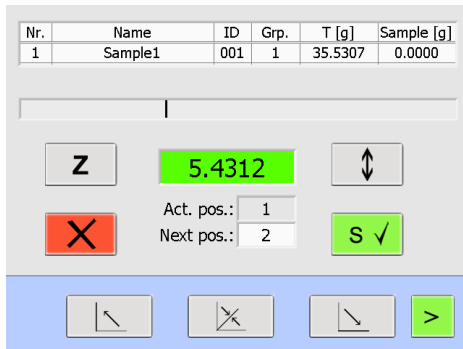 Nr. Name ID Grp. T [g] Sample [g]
1 Sample1 001 1 35.5307 0.0000
Z 5.4312
Act. pos.: 1
Next pos.: 2
S √
>